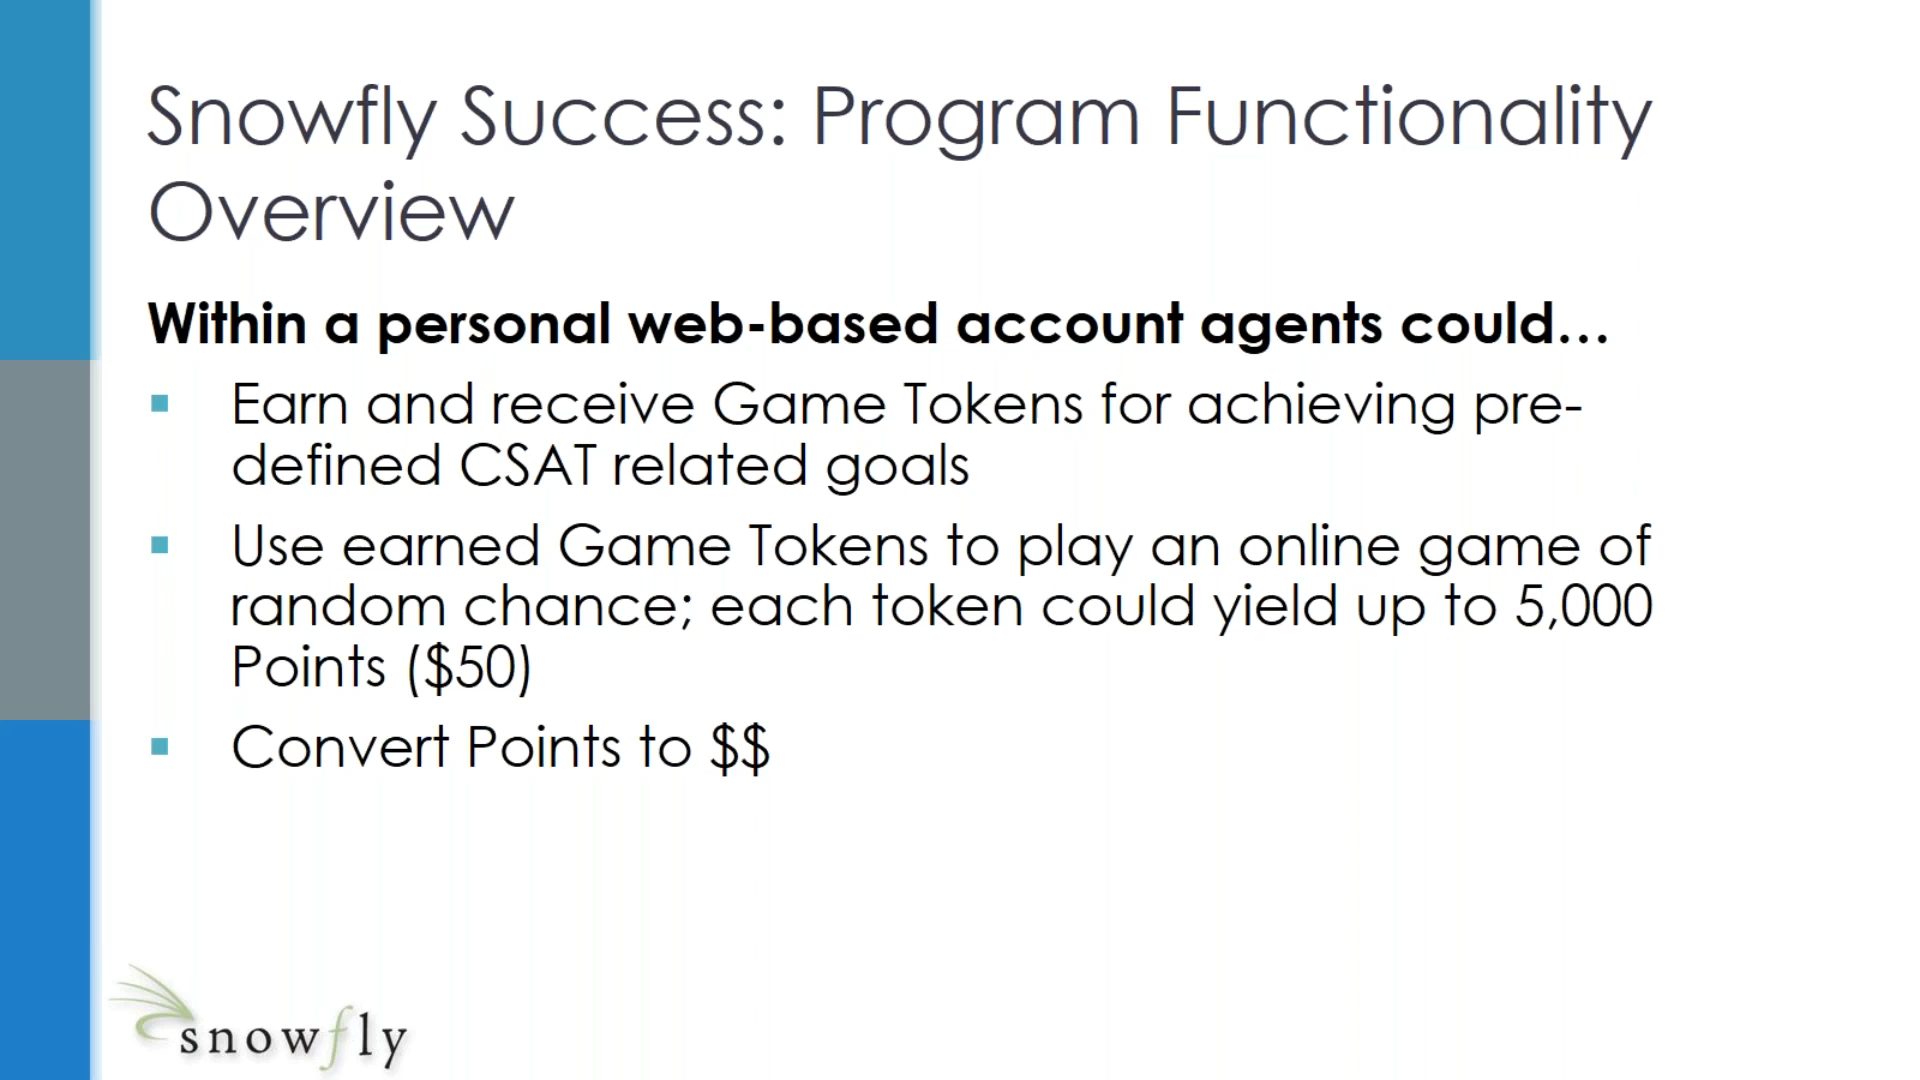 Snowfly Success: Program Functionality
Overview
Within a personal web-based account agents could…
▪ Earn and receive Game Tokens for achieving pre-
defined CSAT related goals
▪ Use earned Game Tokens to play an online game of
random chance; each token could yield up to 5,000
Points ($50)
▪ Convert Points to $$
snowfly